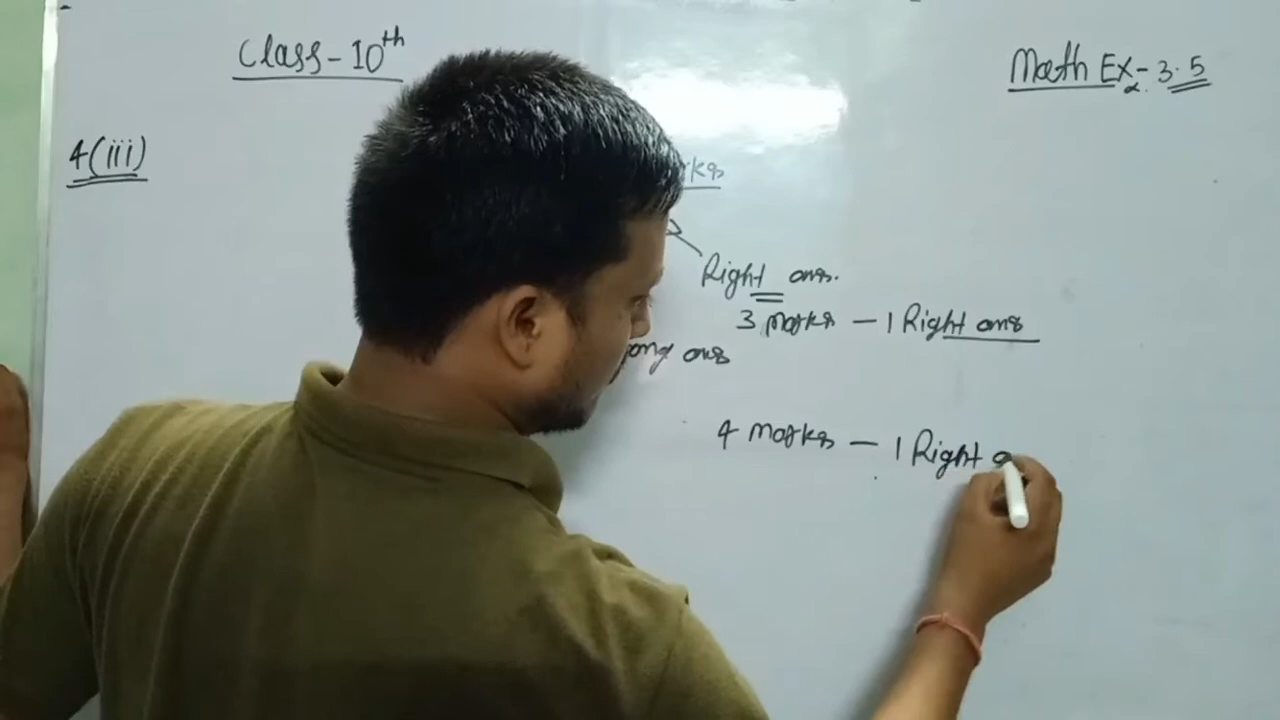 Class-10th
Math Ex-3.5
4(iii)
Right ans.
3 marks — 1 Right ans
ans
4 marks — 1 Right